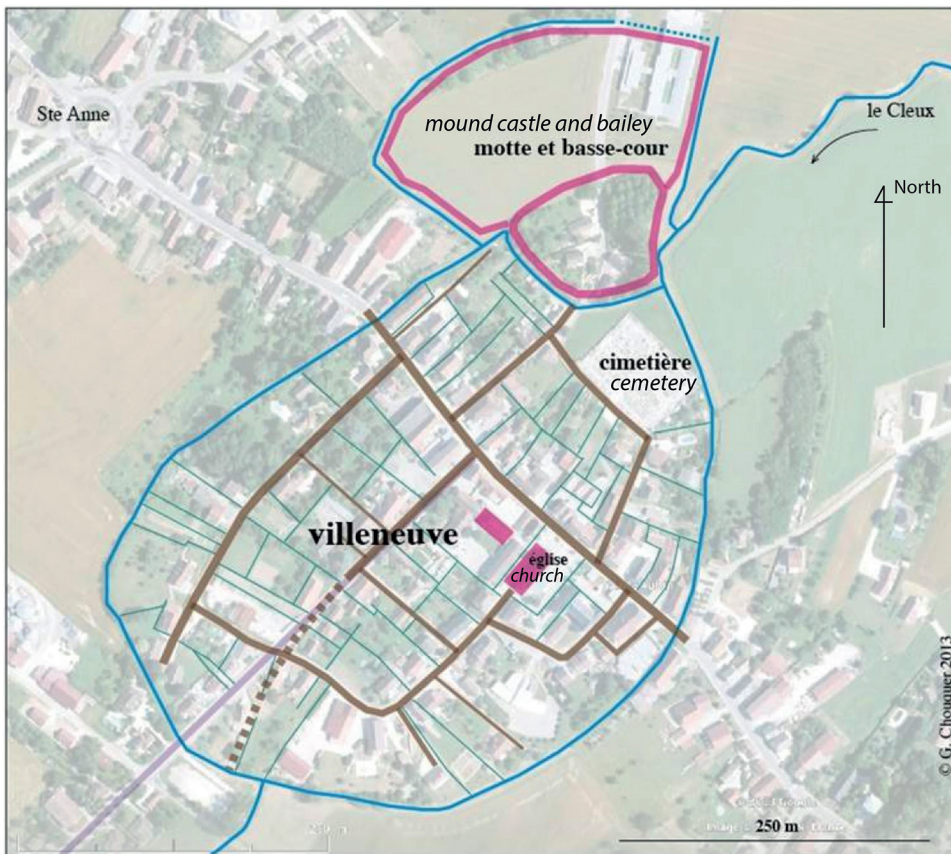 Ste Anne
mound castle and bailey
motte et basse-cour
le Cleux
North
cimetière
cemetery
villeneuve
église
church
250 m
© G. Chouquer 2013